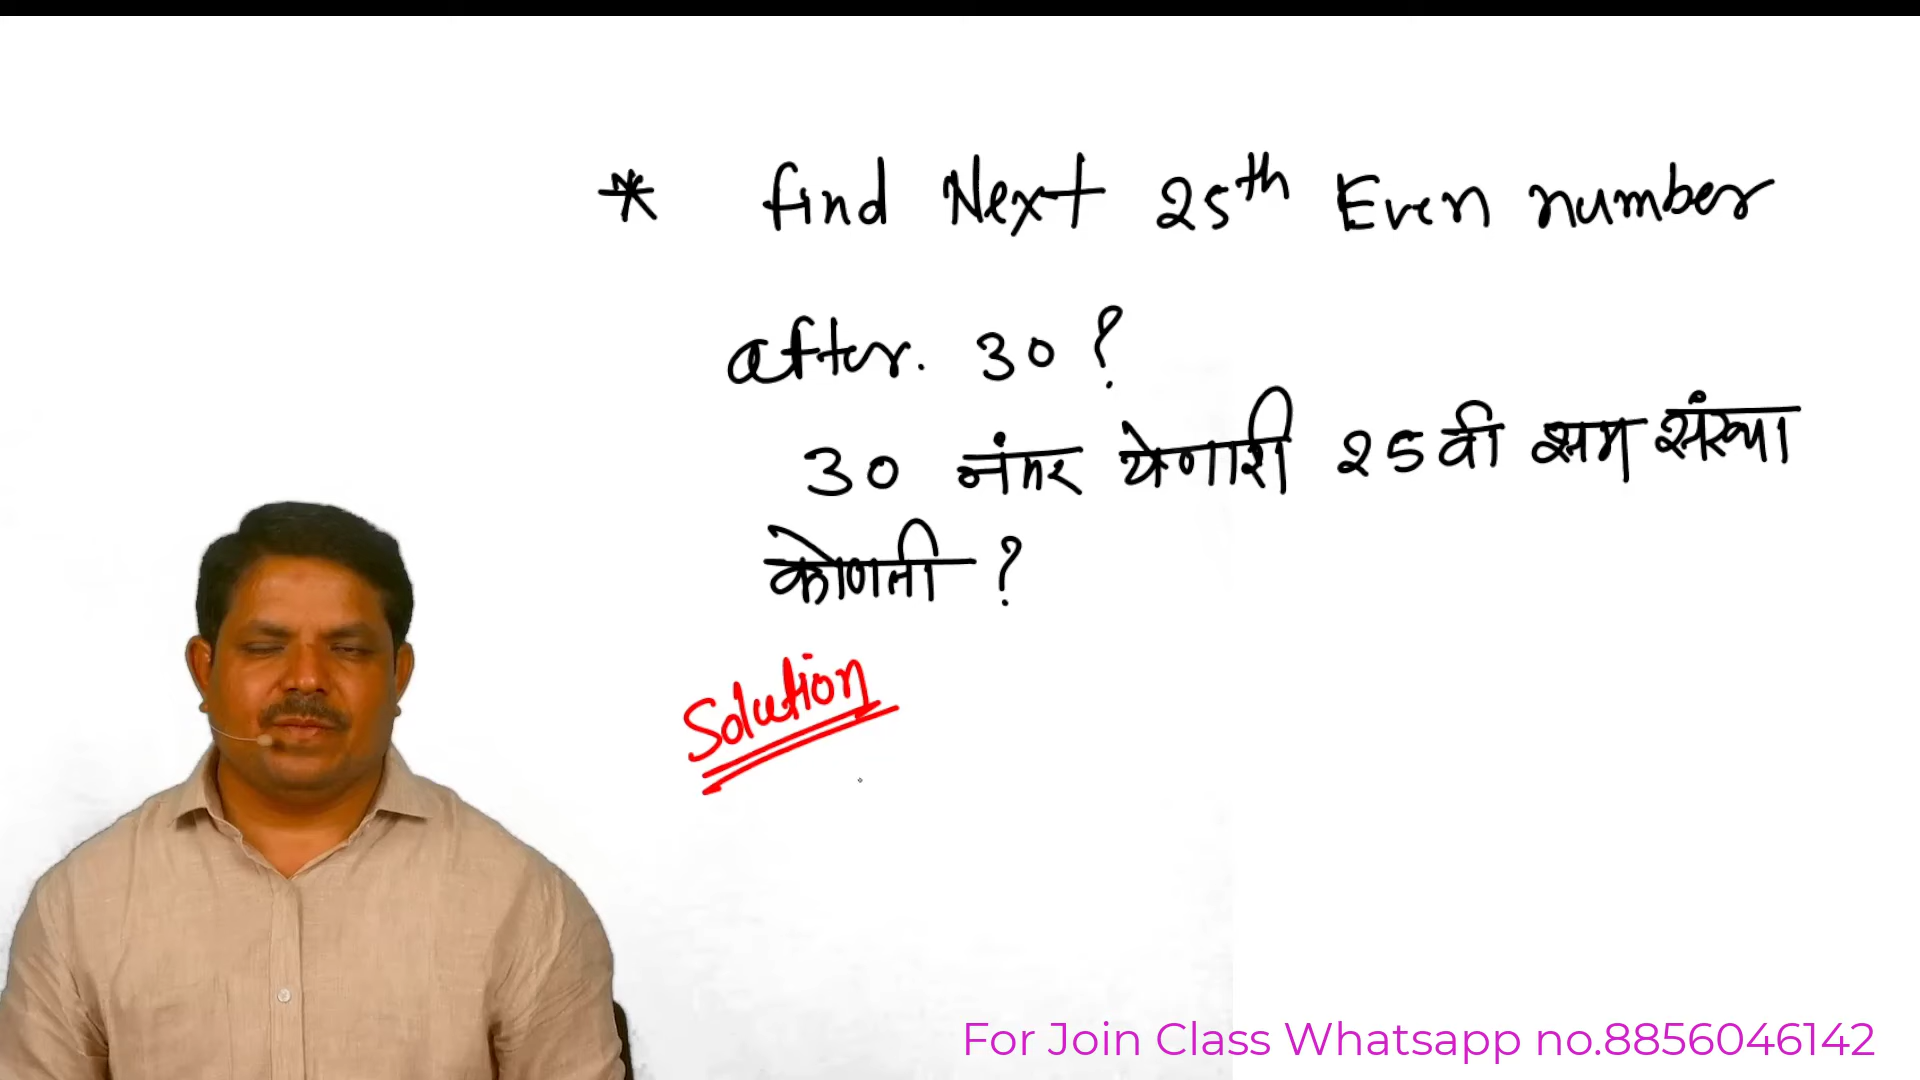 * find Next 25th Even number
after. 30 ?
30 नंतर येणारी 25वी सम संख्या
कोणती ?
Solution
For Join Class Whatsapp no.8856046142